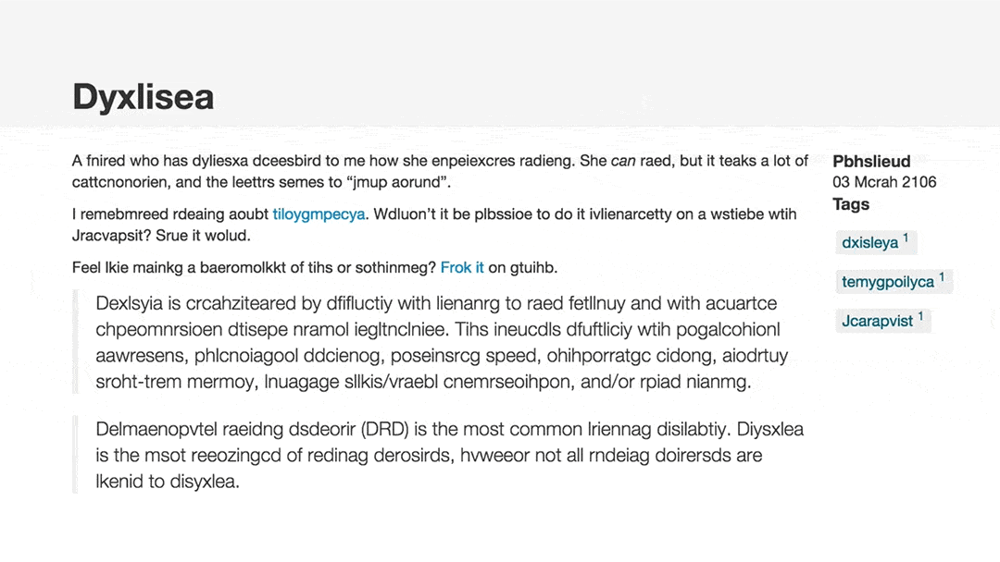 Dyxlisea
A fnired who has dyliesxa dceesbird to me how she enpeiexcres radieng. She can raed, but it teaks a lot of
cattcnonorien, and the leettrs semes to “jmup aorund”.
I remebmreed rdeaing aoubt tiloygmpecya. Wdluon’t it be plbssioe to do it ivlienarcetty on a wstiebe wtih
Jracvapsit? Srue it wolud.
Feel lkie mainkg a baeromolkkt of tihs or sothinmeg? Frok it on gtuihb.
Dexlsyia is crcahziteared by dfifluctiy with lienanrg to raed fetllnuy and with acuartce
chpeomnrsioen dtisepe nramol iegltnclniee. Tihs ineucdls dfuftliciy wtih pogalcohionl
aawresens, phlcnoiagool ddcienog, poseinsrcg speed, ohihporratgc cidong, aiodrtuy
sroht-trem mermoy, lnuagage sllkis/vraebl cnemrseoihpon, and/or rpiad nianmg.
Delmaenopvtel raeidng dsdeorir (DRD) is the most common lriennag disilabtiy. Diysxlea
is the msot reeozingcd of redinag derosirds, hvweeor not all rndeiag doirersds are
lkenid to disyxlea.
Pbhslieud
03 Mcrah 2106
Tags
dxisleya 1
temygpoilyca 1
Jcarapvist 1